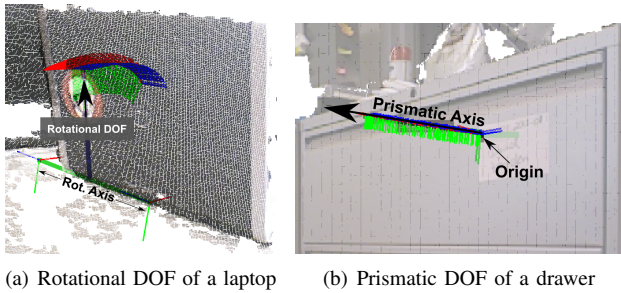 Rotational DOF
Rot. Axis
Prismatic Axis
Origin
(a) Rotational DOF of a laptop
(b) Prismatic DOF of a drawer